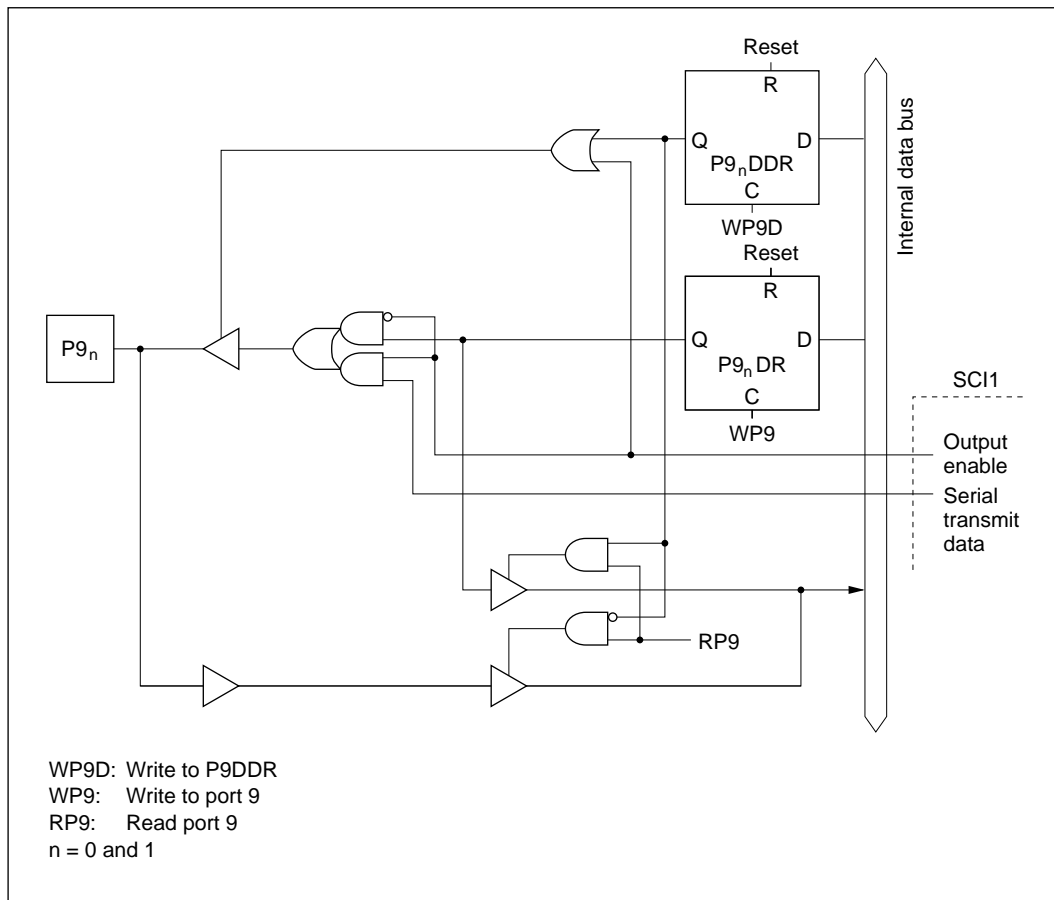 Reset
R
Q D
P9nDDR
C
WP9D
Internal data bus
Reset
R
P9n
Q D
P9nDR
C
WP9
SCI1
Output
enable
Serial
transmit
data
RP9
WP9D: Write to P9DDR
WP9: Write to port 9
RP9: Read port 9
n = 0 and 1